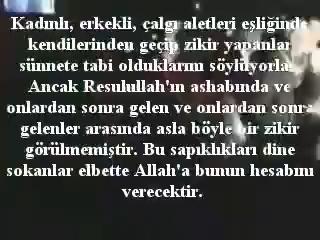 Kadınlı, erkekli, çalgı aletleri eşliğinde
kendilerinden geçip zikir yapanlar
sünnete tabi olduklarını söylüyorlar.
Ancak Resulullah'ın ashabında ve
onlardan sonra gelen ve onlardan sonra
gelenler arasında asla böyle bir zikir
görülmemiştir. Bu sapıklıkları dine
sokanlar elbette Allah'a bunun hesabını
verecektir.